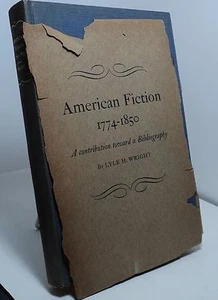 American Fiction
1774-1850
A contribution toward a Bibliography
By LYLE H. WRIGHT